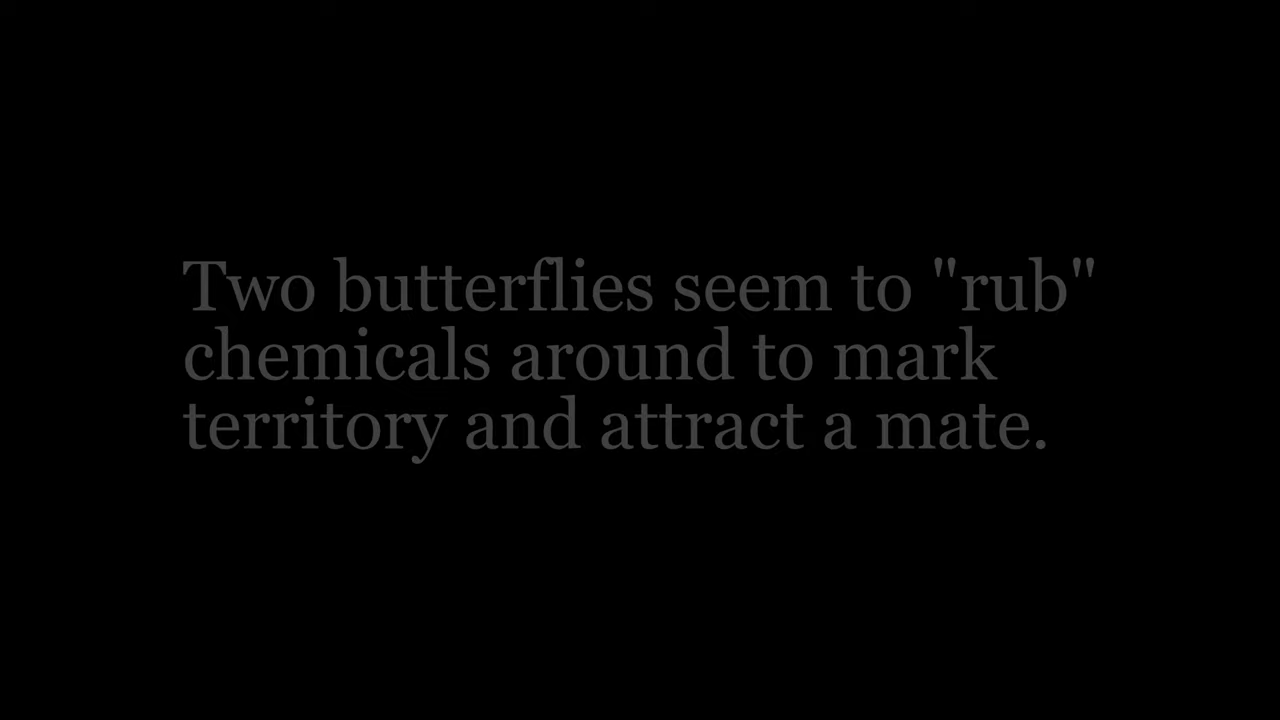 Two butterflies seem to "rub"
chemicals around to mark
territory and attract a mate.